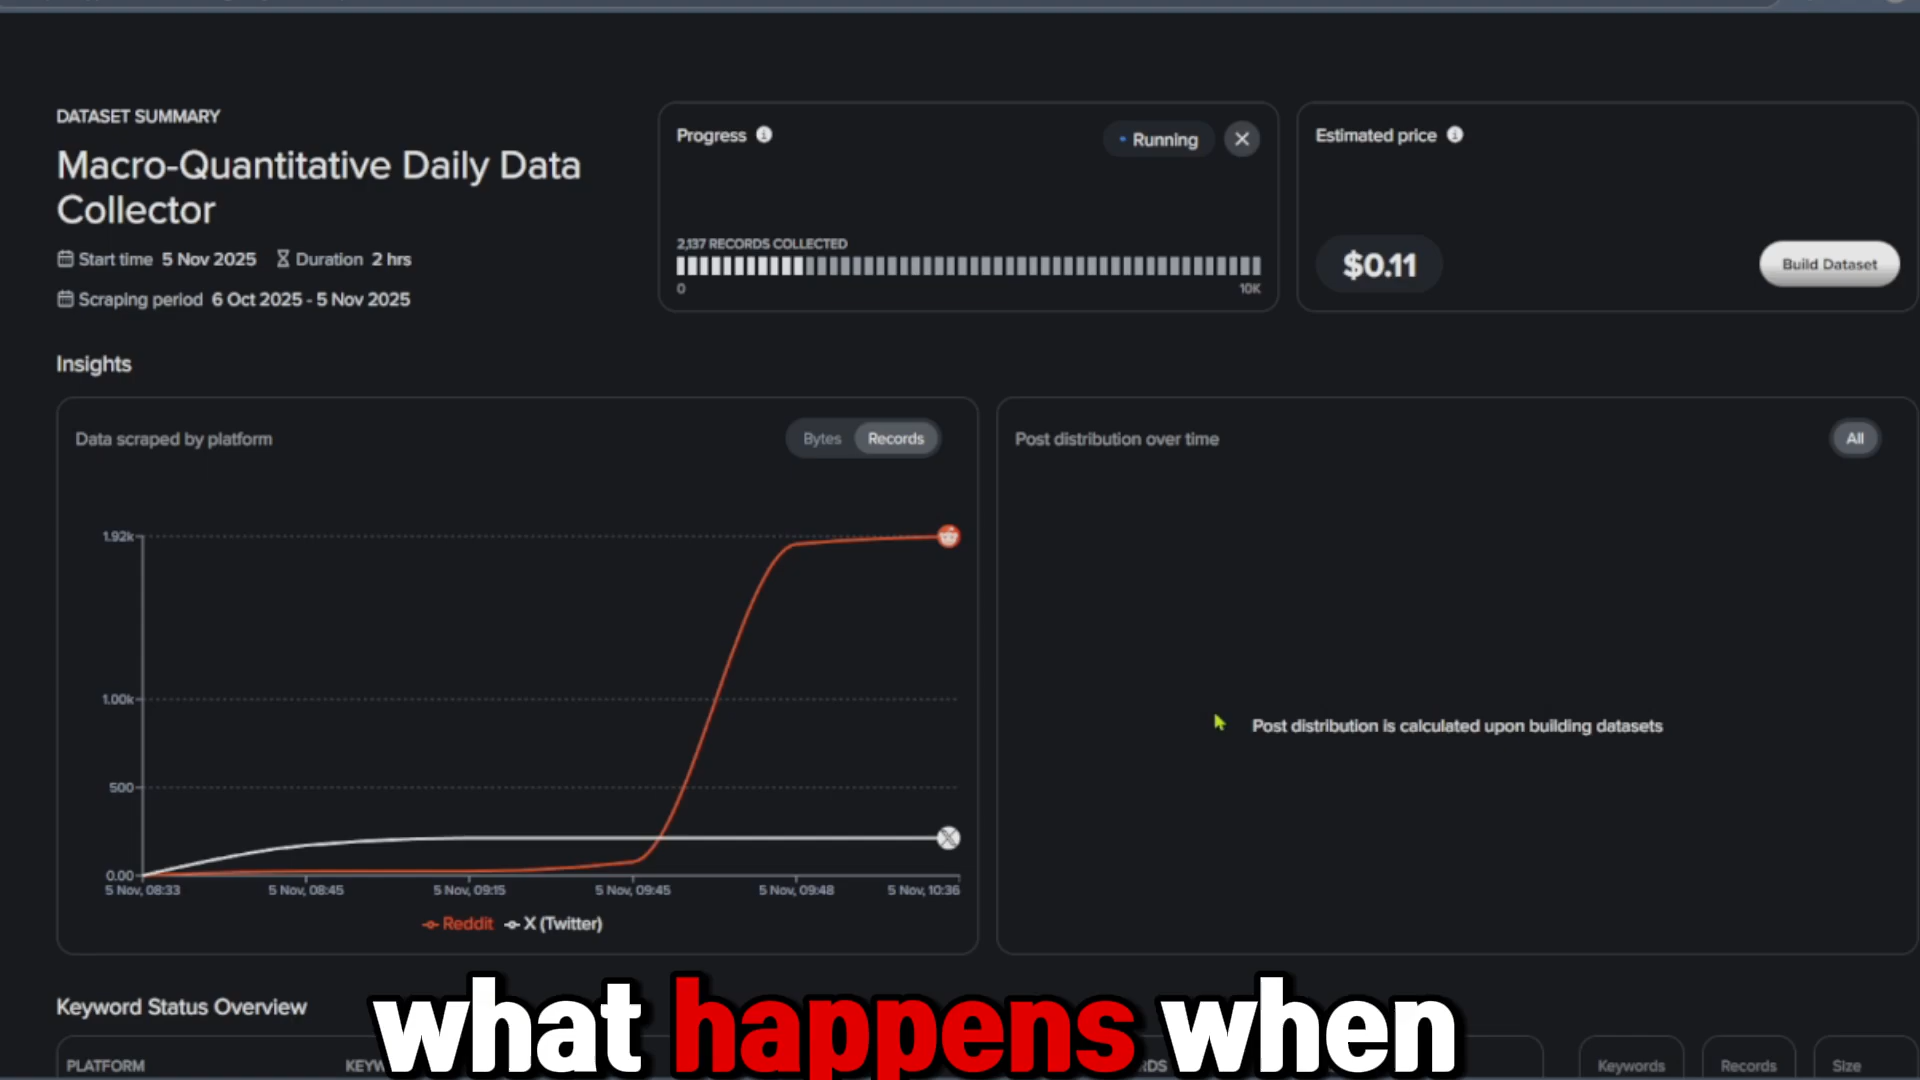 DATASET SUMMARY
Macro-Quantitative Daily Data
Collector
Start time 5 Nov 2025 Duration 2 hrs
Scraping period 6 Oct 2025 - 5 Nov 2025
Progress
Running
2,137 RECORDS COLLECTED
0 10K
Estimated price
$0.11
Build Dataset
Insights
Data scraped by platform
Bytes Records
1.92k
1.00k
500
0.00
5 Nov, 08:33 5 Nov, 08:45 5 Nov, 09:15 5 Nov, 09:45 5 Nov, 09:48 5 Nov, 10:36
Reddit X (Twitter)
Post distribution over time
All
Post distribution is calculated upon building datasets
Keyword Status Overview
what happens when
PLATFORM
Keywords Records Size